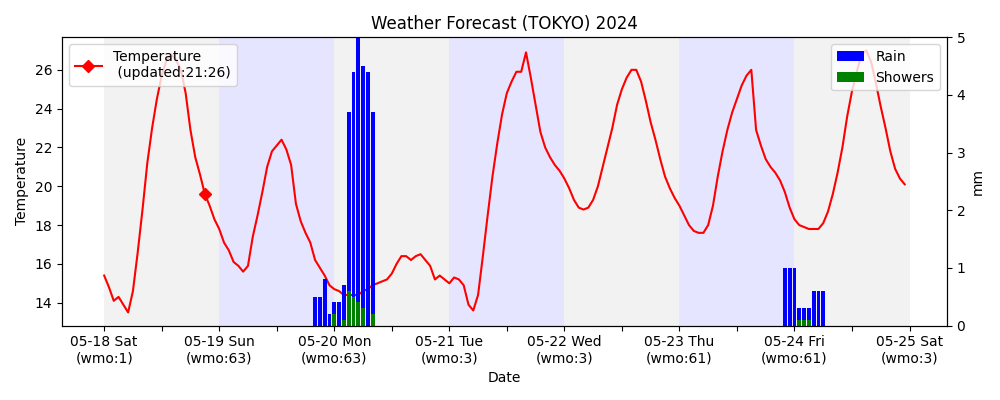 Weather Forecast (TOKYO) 2024
Temperature
(updated:21:26)
Rain
Showers
26
24
22
20
18
16
14
Temperature
5
4
3
2
1
0
mm
05-18 Sat 05-19 Sun 05-20 Mon 05-21 Tue 05-22 Wed 05-23 Thu 05-24 Fri 05-25 Sat
(wmo:1) (wmo:63) (wmo:63) (wmo:3) (wmo:3) (wmo:61) (wmo:61) (wmo:3)
Date